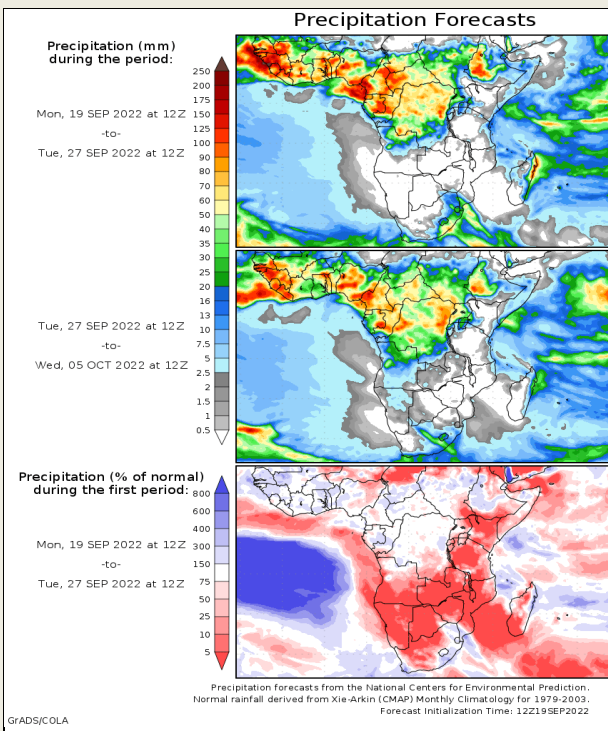 Precipitation Forecasts
Precipitation (mm)
during the period:
Mon, 19 SEP 2022 at 12Z
-to-
Tue, 27 SEP 2022 at 12Z
250
200
175
150
125
100
90
80
70
60
50
40
35
30
25
20
16
13
10
7.5
5
2.5
2
1.5
1
0.5
Tue, 27 SEP 2022 at 12Z
-to-
Wed, 05 OCT 2022 at 12Z
Precipitation (% of normal)
during the first period:
Mon, 19 SEP 2022 at 12Z
-to-
Tue, 27 SEP 2022 at 12Z
800
600
400
300
150
75
50
25
10
5
Precipitation forecasts from the National Centers for Environmental Prediction.
Normal rainfall derived from Xie-Arkin (CMAP) Monthly Climatology for 1979-2003.
Forecast Initialization Time: 12Z19SEP2022
GrADS/COLA